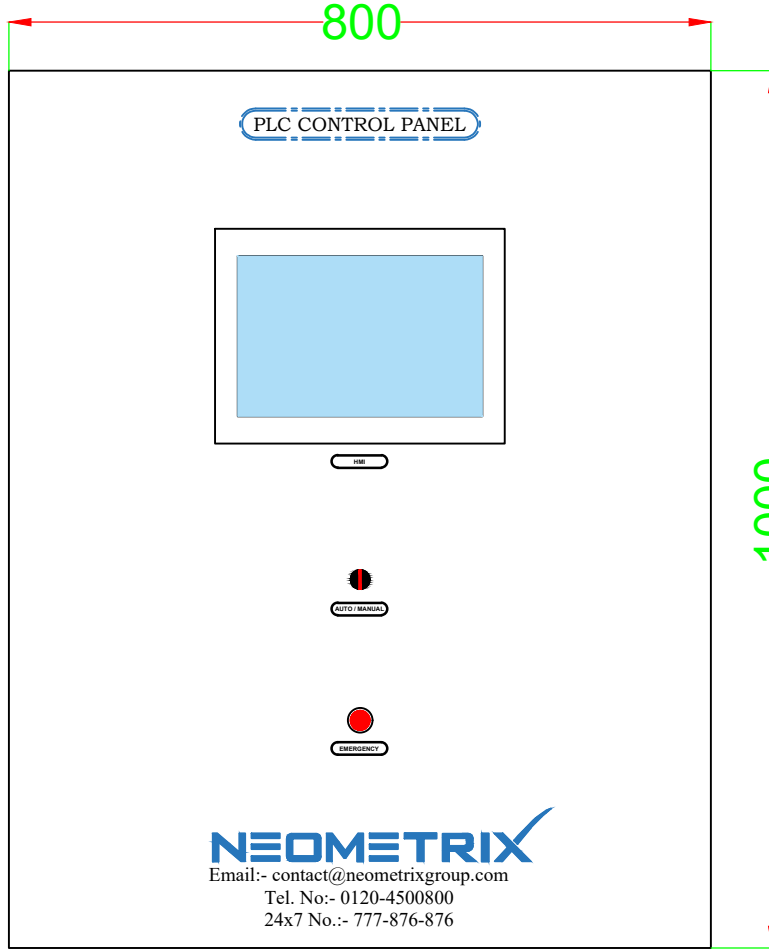 800
PLC CONTROL PANEL
HMI
AUTO / MANUAL
EMERGENCY
NEOMETRIX
Email:- contact@neometrixgroup.com
Tel. No:- 0120-4500800
24x7 No.:- 777-876-876